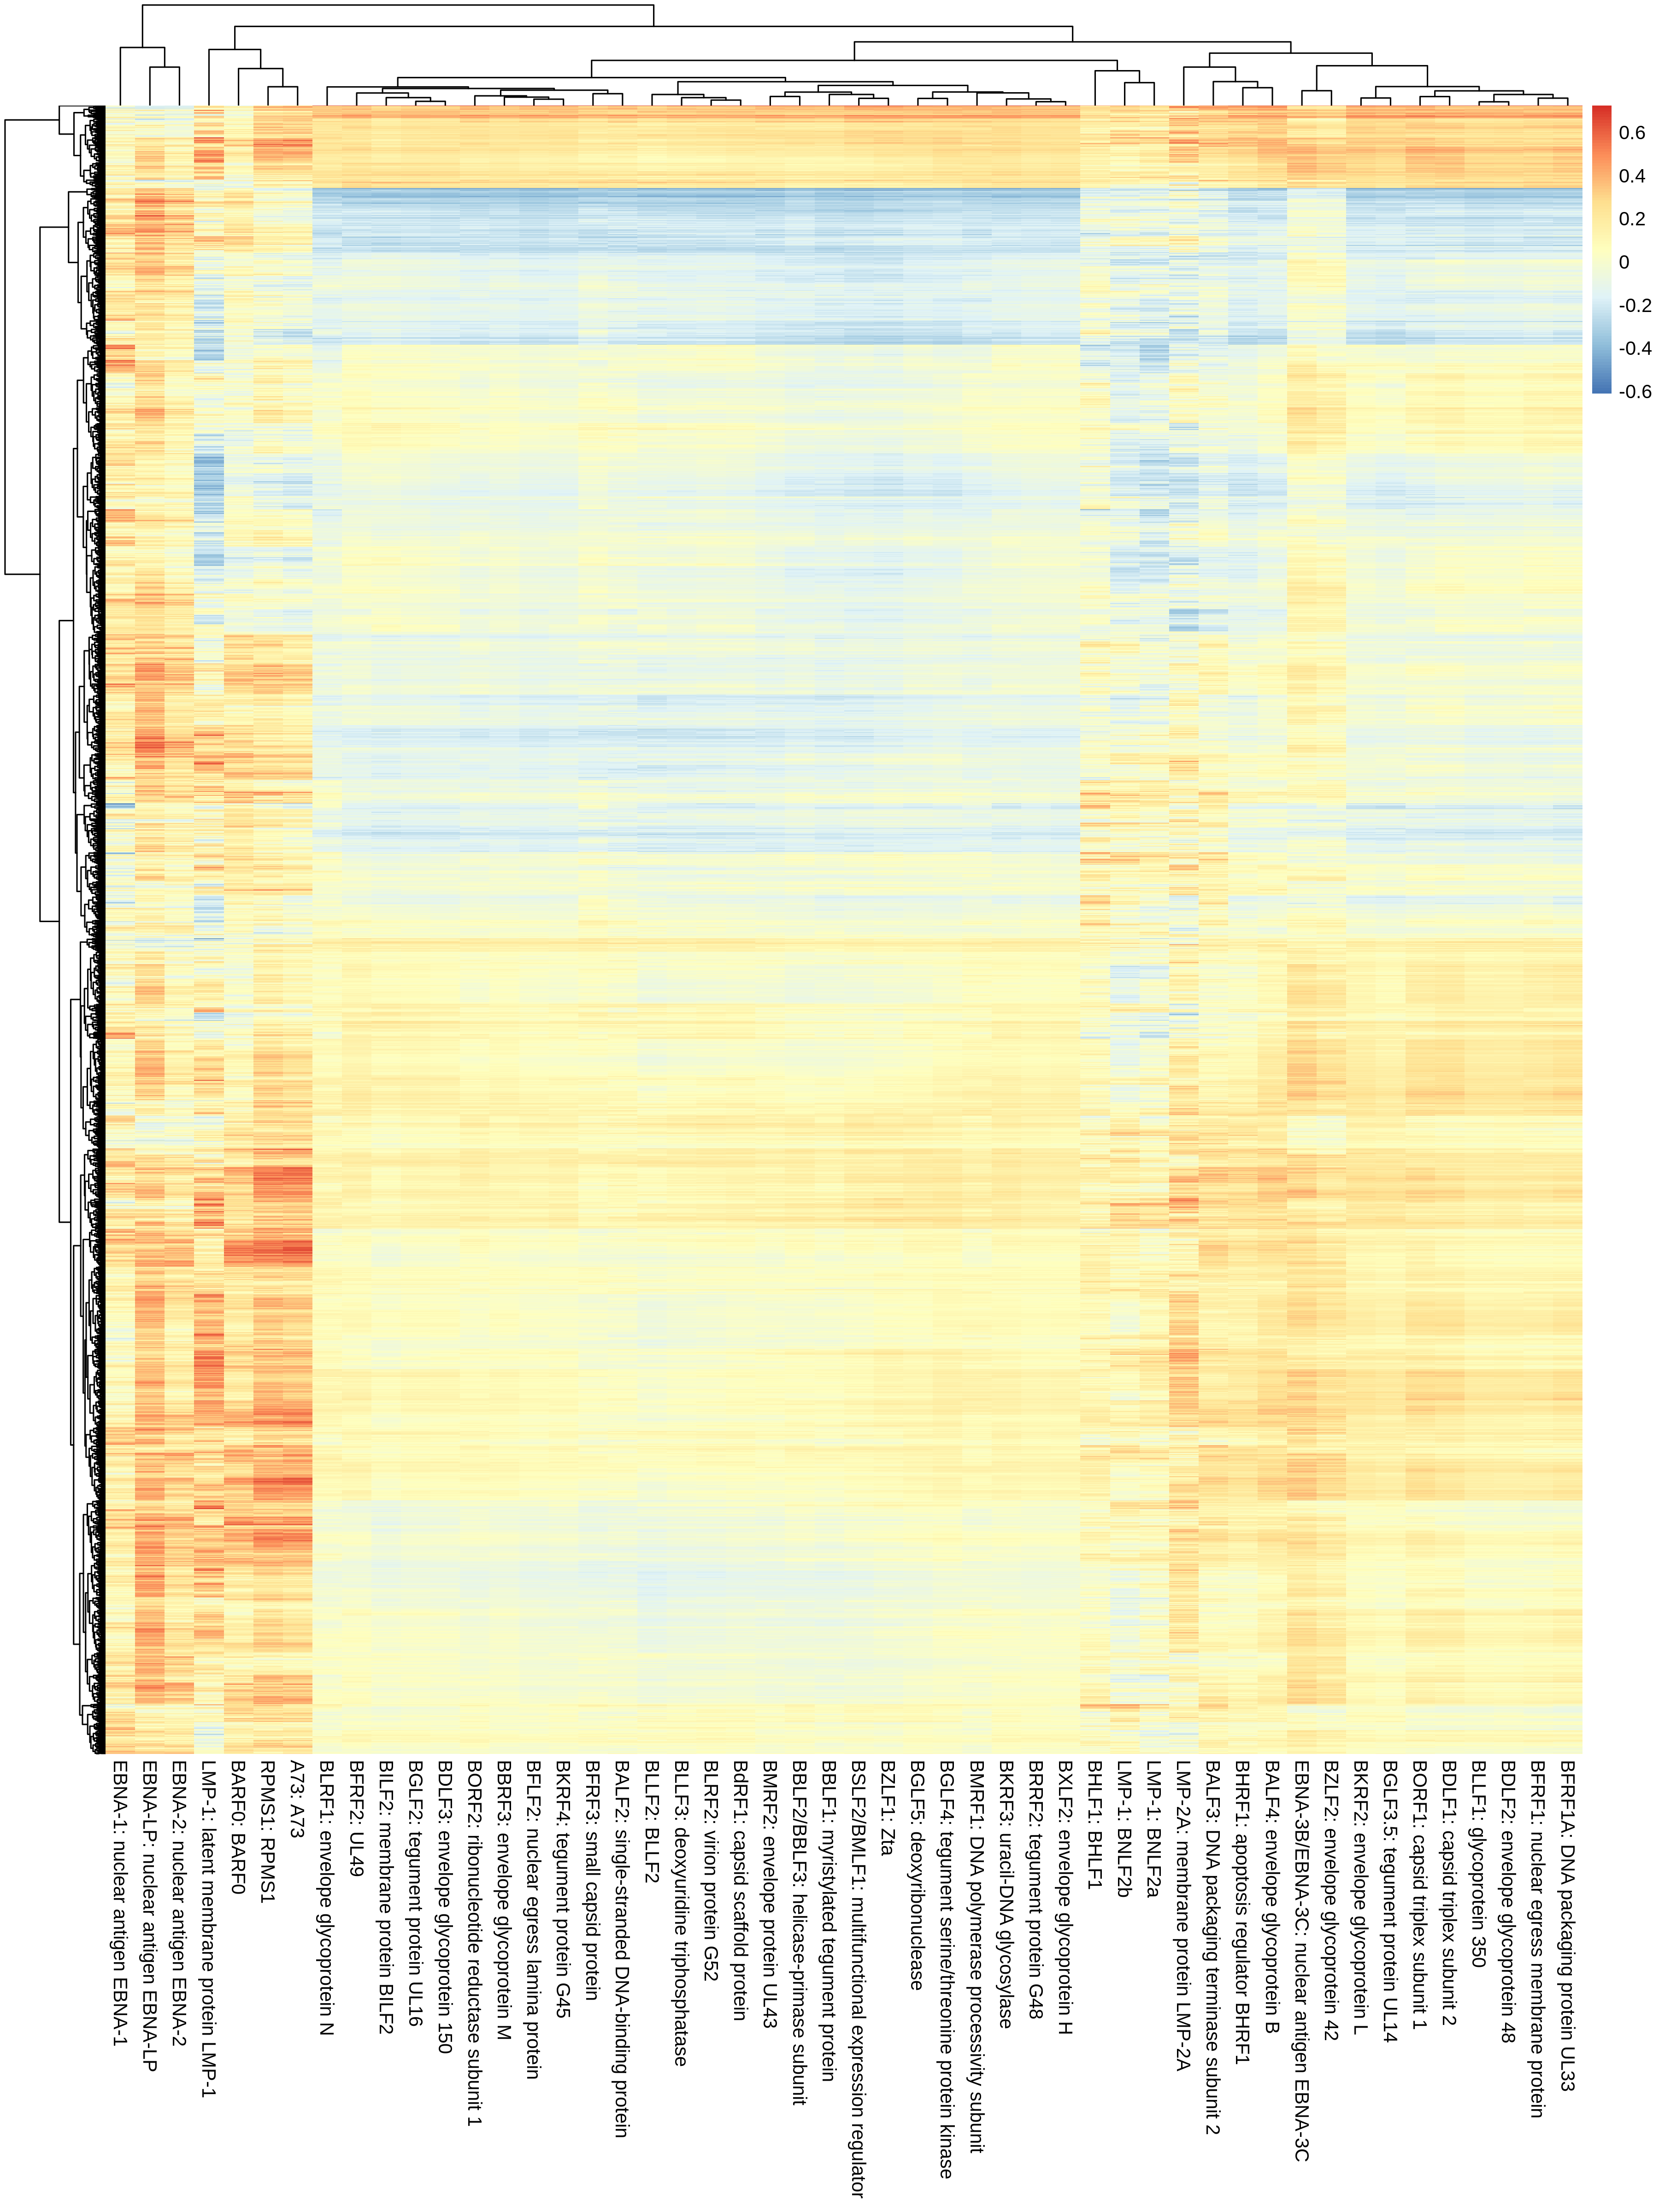 0.6
0.4
0.2
0
-0.2
-0.4
-0.6
EBNA-1: nuclear antigen EBNA-1
EBNA-LP: nuclear antigen EBNA-LP
EBNA-2: nuclear antigen EBNA-2
LMP-1: latent membrane protein LMP-1
BARF0: BARF0
RPMS1: RPMS1
A73: A73
BLRF1: envelope glycoprotein N
BFRF2: UL49
BILF2: membrane protein BILF2
BGLF2: tegument protein UL16
BDLF3: envelope glycoprotein 150
BORF2: ribonucleotide reductase subunit 1
BBRF3: envelope glycoprotein M
BFLF2: nuclear egress lamina protein
BKRF4: tegument protein G45
BFRF3: small capsid protein
BALF2: single-stranded DNA-binding protein
BLLF2: BLLF2
BLLF3: deoxyuridine triphosphatase
BLRF2: virion protein G52
BdRF1: capsid scaffold protein
BMRF2: envelope protein UL43
BBLF2/BBLF3: helicase-primase subunit
BBLF1: myristylated tegument protein
BSLF2/BMLF1: multifunctional expression regulator
BZLF1: Zta
BGLF5: deoxyribonuclease
BGLF4: tegument serine/threonine protein kinase
BMRF1: DNA polymerase processivity subunit
BKRF3: uracil-DNA glycosylase
BRRF2: tegument protein G48
BXLF2: envelope glycoprotein H
BHLF1: BHLF1
LMP-1: BNLF2b
LMP-1: BNLF2a
LMP-2A: membrane protein LMP-2A
BALF3: DNA packaging terminase subunit 2
BHRF1: apoptosis regulator BHRF1
BALF4: envelope glycoprotein B
EBNA-3B/EBNA-3C: nuclear antigen EBNA-3C
BZLF2: envelope glycoprotein 42
BKRF2: envelope glycoprotein L
BGLF3.5: tegument protein UL14
BORF1: capsid triplex subunit 1
BDLF1: capsid triplex subunit 2
BLLF1: glycoprotein 350
BDLF2: envelope glycoprotein 48
BFRF1: nuclear egress membrane protein
BFRF1A: DNA packaging protein UL33